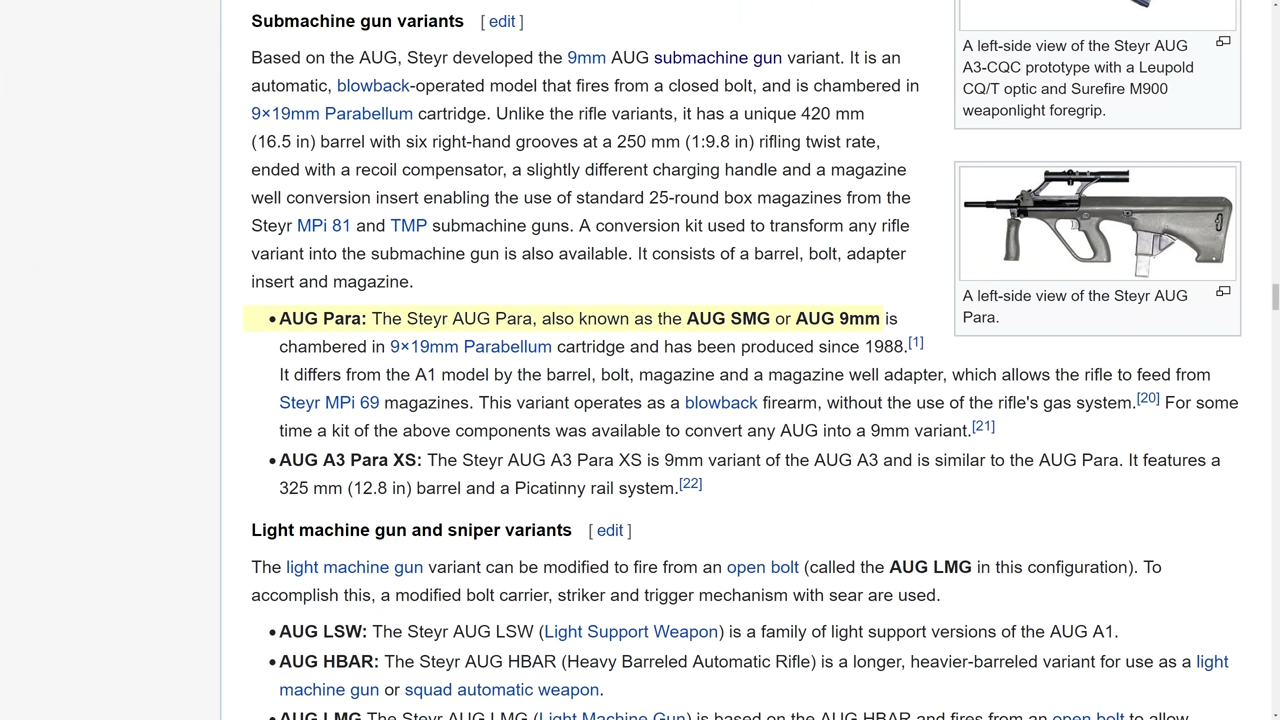 Submachine gun variants [ edit ]
Based on the AUG, Steyr developed the 9mm AUG submachine gun variant. It is an
automatic, blowback-operated model that fires from a closed bolt, and is chambered in
9×19mm Parabellum cartridge. Unlike the rifle variants, it has a unique 420 mm
(16.5 in) barrel with six right-hand grooves at a 250 mm (1:9.8 in) rifling twist rate,
ended with a recoil compensator, a slightly different charging handle and a magazine
well conversion insert enabling the use of standard 25-round box magazines from the
Steyr MPi 81 and TMP submachine guns. A conversion kit used to transform any rifle
variant into the submachine gun is also available. It consists of a barrel, bolt, adapter
insert and magazine.
•AUG Para: The Steyr AUG Para, also known as the AUG SMG or AUG 9mm is
chambered in 9×19mm Parabellum cartridge and has been produced since 1988.[1]
It differs from the A1 model by the barrel, bolt, magazine and a magazine well adapter, which allows the rifle to feed from
Steyr MPi 69 magazines. This variant operates as a blowback firearm, without the use of the rifle's gas system.[20] For some
time a kit of the above components was available to convert any AUG into a 9mm variant.[21]
•AUG A3 Para XS: The Steyr AUG A3 Para XS is 9mm variant of the AUG A3 and is similar to the AUG Para. It features a
325 mm (12.8 in) barrel and a Picatinny rail system.[22]
Light machine gun and sniper variants [ edit ]
The light machine gun variant can be modified to fire from an open bolt (called the AUG LMG in this configuration). To
accomplish this, a modified bolt carrier, striker and trigger mechanism with sear are used.
•AUG LSW: The Steyr AUG LSW (Light Support Weapon) is a family of light support versions of the AUG A1.
•AUG HBAR: The Steyr AUG HBAR (Heavy Barreled Automatic Rifle) is a longer, heavier-barreled variant for use as a light
machine gun or squad automatic weapon.
•AUG LMG The Steyr AUG LMG (Light Machine Gun) is based on the AUG HBAR and fires from an open bolt to allow
A left-side view of the Steyr AUG
A3-CQC prototype with a Leupold
CQ/T optic and Surefire M900
weaponlight foregrip.
A left-side view of the Steyr AUG
Para.